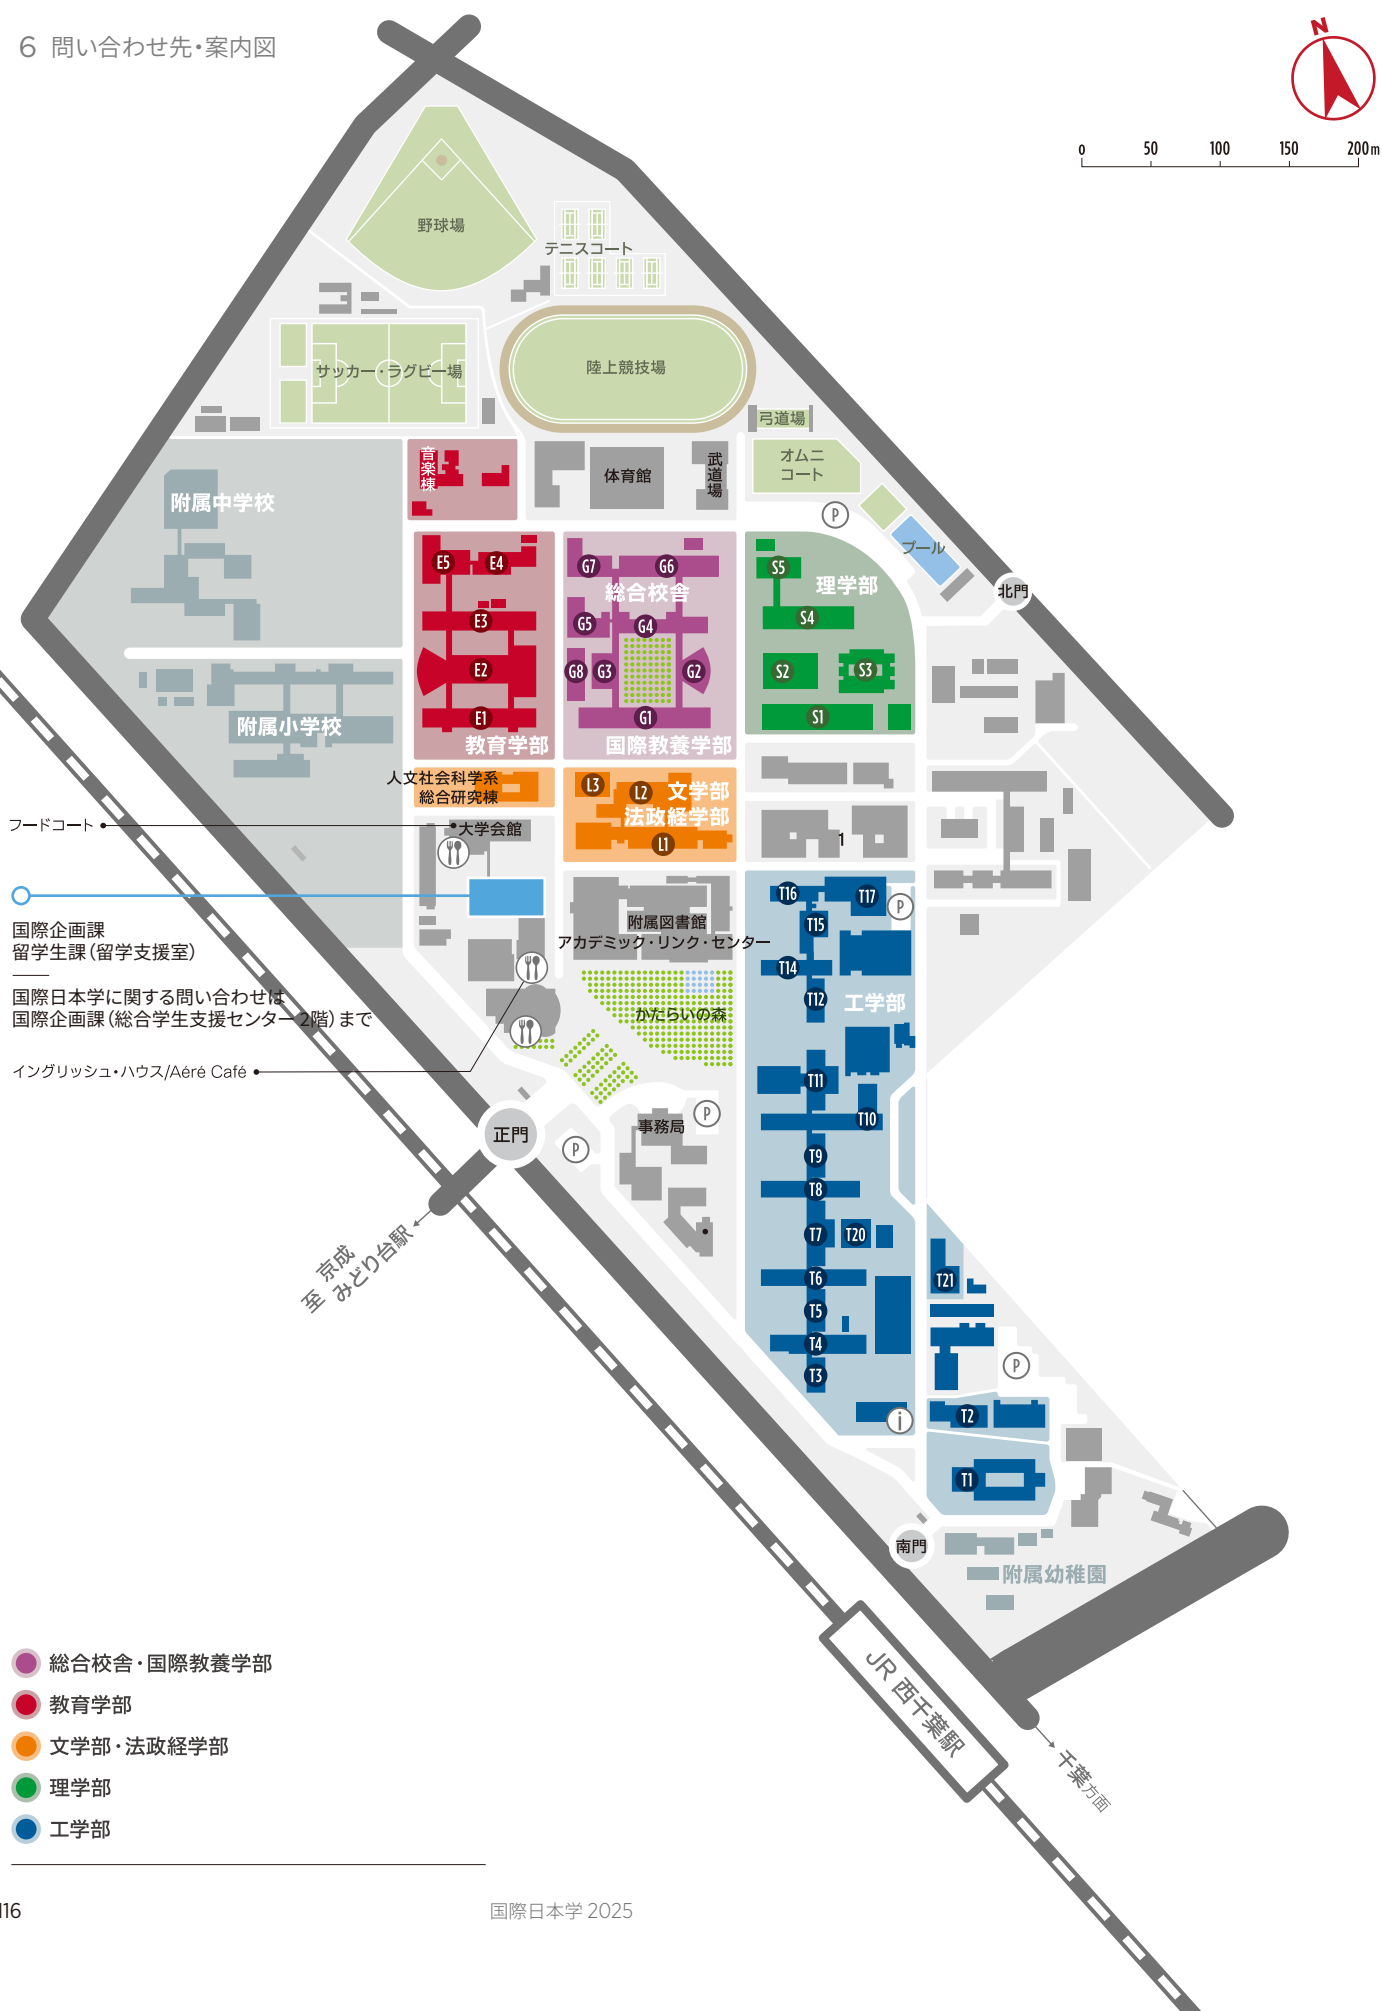 6 問い合わせ先・案内図
N
0 50 100 150 200m
野球場
テニスコート
サッカー・ラグビー場
陸上競技場
弓道場
オムニ
コート
音楽棟
体育館
武道場
附属中学校
P
プール
北門
E5
E4
G7
G6
S5
総合校舎
理学部
E3
G5
G4
S4
E2
G8
G3
G2
S2
S3
E1
G1
S1
附属小学校
教育学部
国際教養学部
人文社会科学系
総合研究棟
L3
L2
文学部
法政経学部
L1
フードコート
大学会館
1
T16
T17
P
国際企画課
留学生課(留学支援室)
附属図書館
アカデミック・リンク・センター
T15
T14
T12
工学部
国際日本学に関する問い合わせは
国際企画課(総合学生支援センター 2階)まで
かたらいの森
イングリッシュ・ハウス/Aéré Café
T11
T10
正門
P
事務局
P
T9
T8
T7
T20
至 京成
みどり台駅
T6
T21
T5
T4
T3
P
i
T2
T1
南門
附属幼稚園
JR 西千葉駅
千葉方面
総合校舎・国際教養学部
教育学部
文学部・法政経学部
理学部
工学部
116
国際日本学 2025